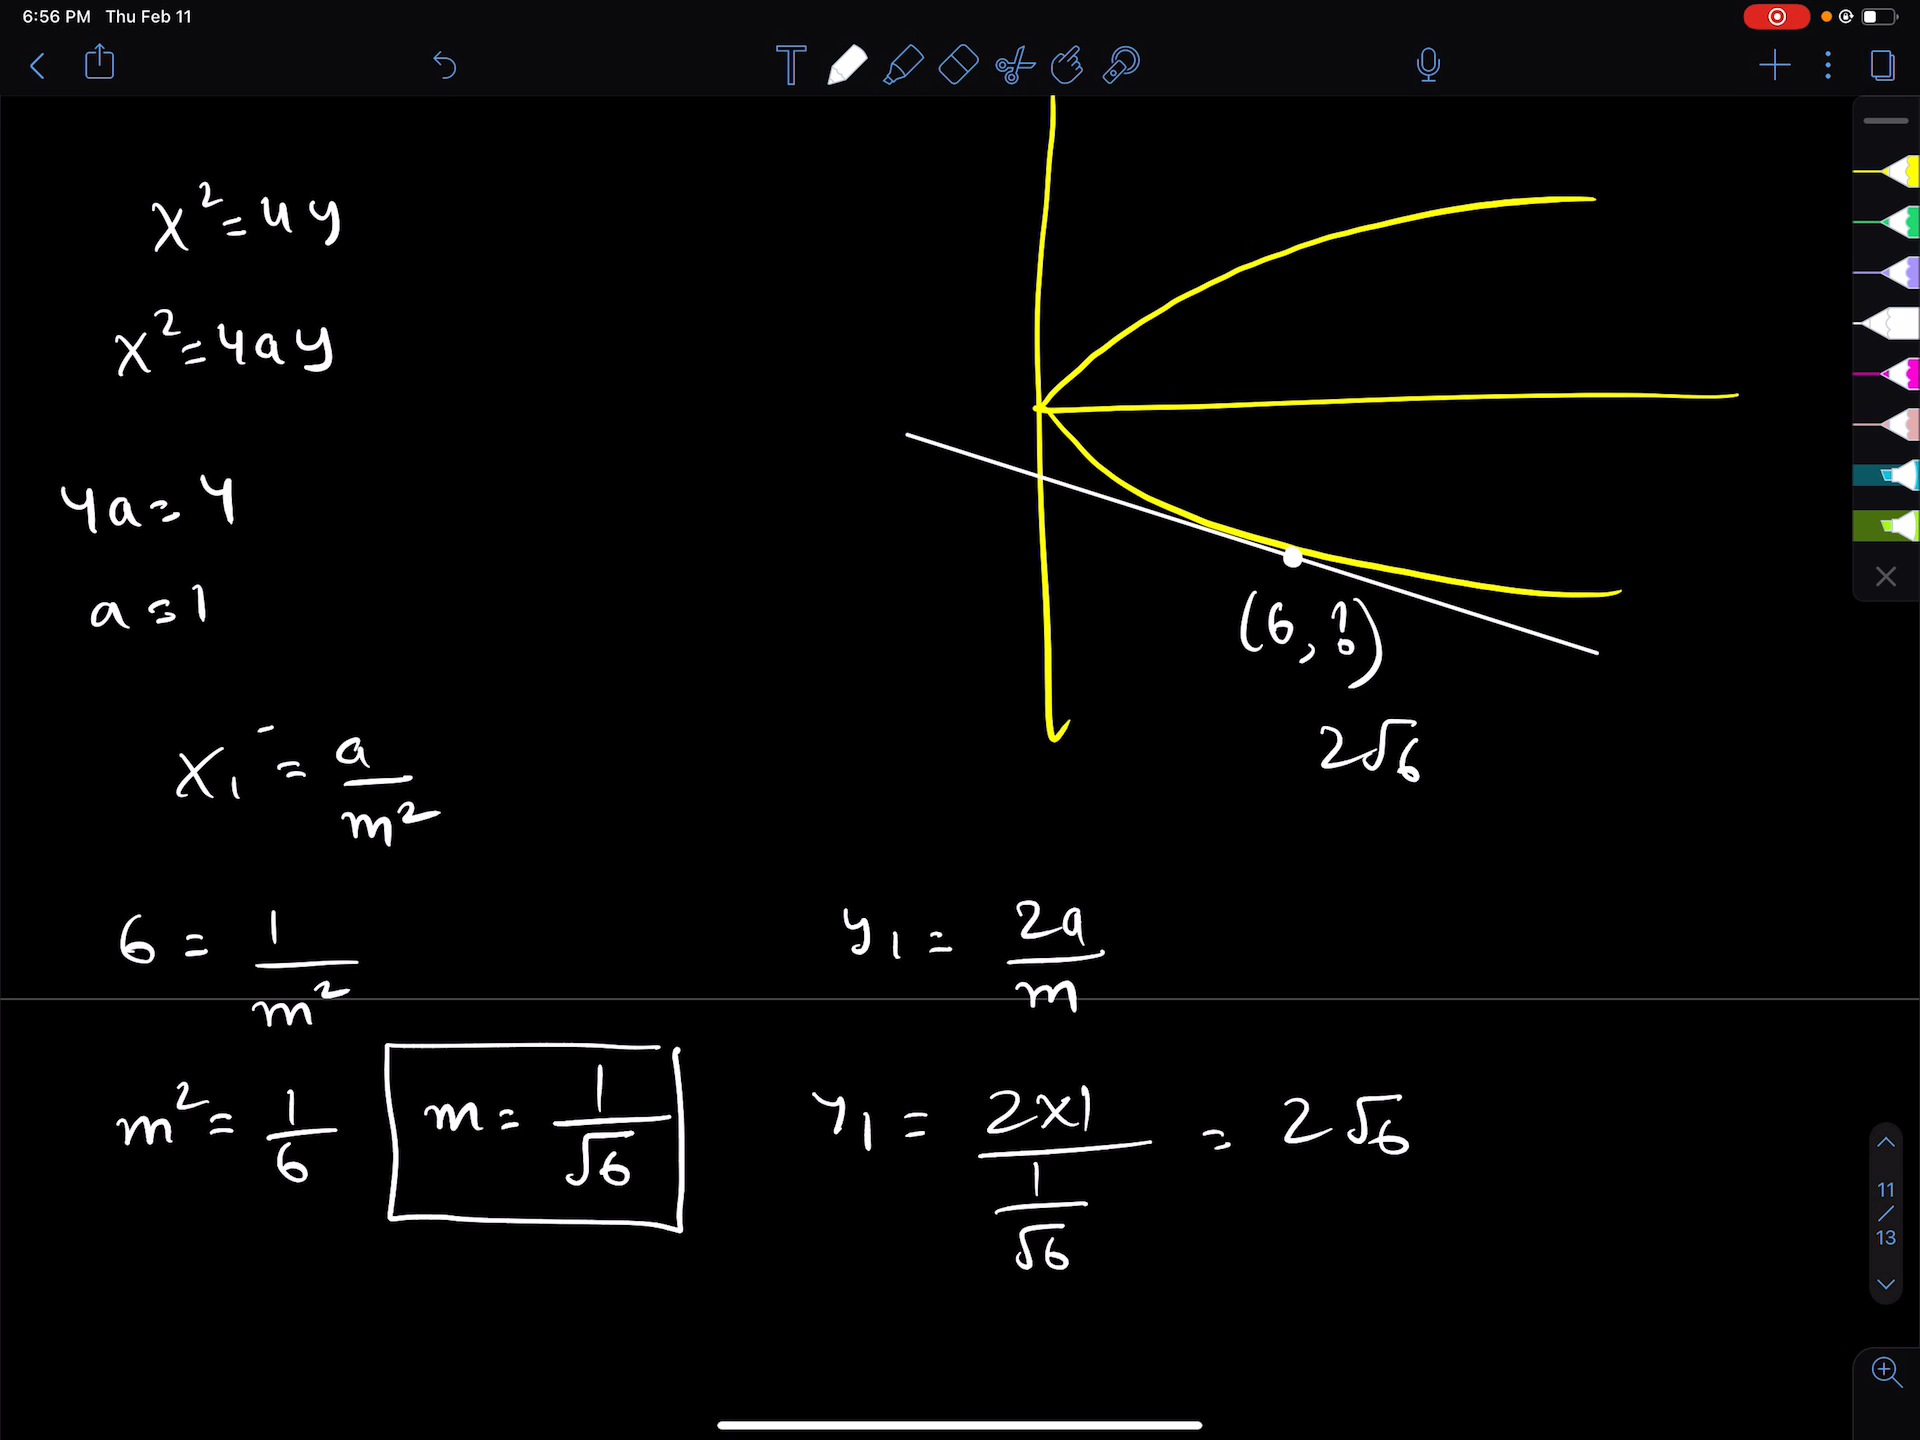 6:56 PM Thu Feb 11
T
x² = 4y
x² = 4ay
4a = 4
a = 1
(6, ?)
2√6
x₁ = a/m²
6 = 1/m²
y₁ = 2a/m
m² = 1/6
m = 1/√6
y₁ = 2×1/(1/√6) = 2√6
11
/
13